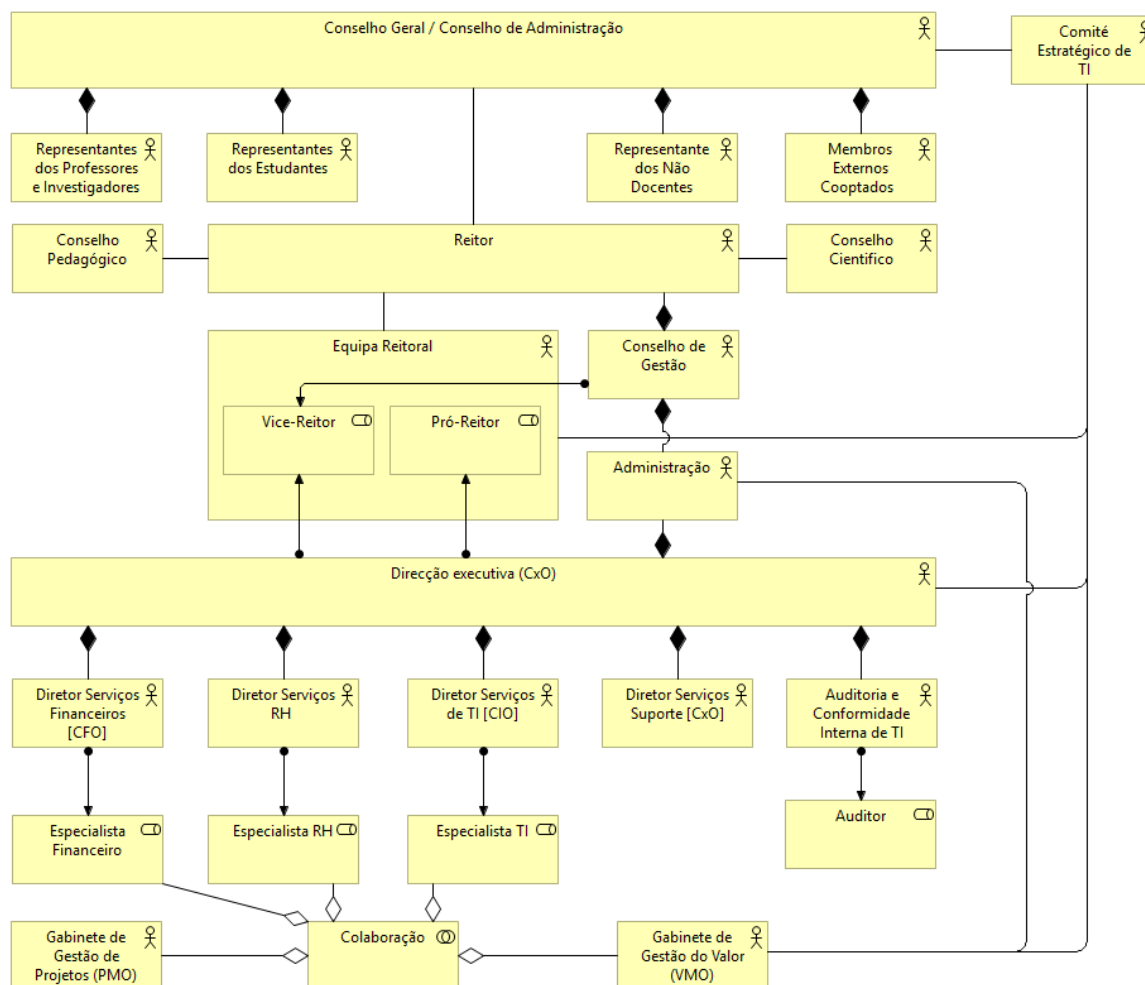 Conselho Geral / Conselho de Administração
Comité
Estratégico de
TI
Representantes
dos Professores
e Investigadores
Representantes
dos Estudantes
Representante
dos Não
Docentes
Membros
Externos
Cooptados
Conselho
Pedagógico
Reitor
Conselho
Cientifico
Equipa Reitoral
Conselho de
Gestão
Vice-Reitor
Pró-Reitor
Administração
Direcção executiva (CxO)
Diretor Serviços
Financeiros
[CFO]
Diretor Serviços
RH
Diretor Serviços
de TI [CIO]
Diretor Serviços
Suporte [CxO]
Auditoria e
Conformidade
Interna de TI
Especialista
Financeiro
Especialista RH
Especialista TI
Auditor
Gabinete de
Gestão de
Projetos (PMO)
Colaboração
Gabinete de
Gestão do Valor
(VMO)